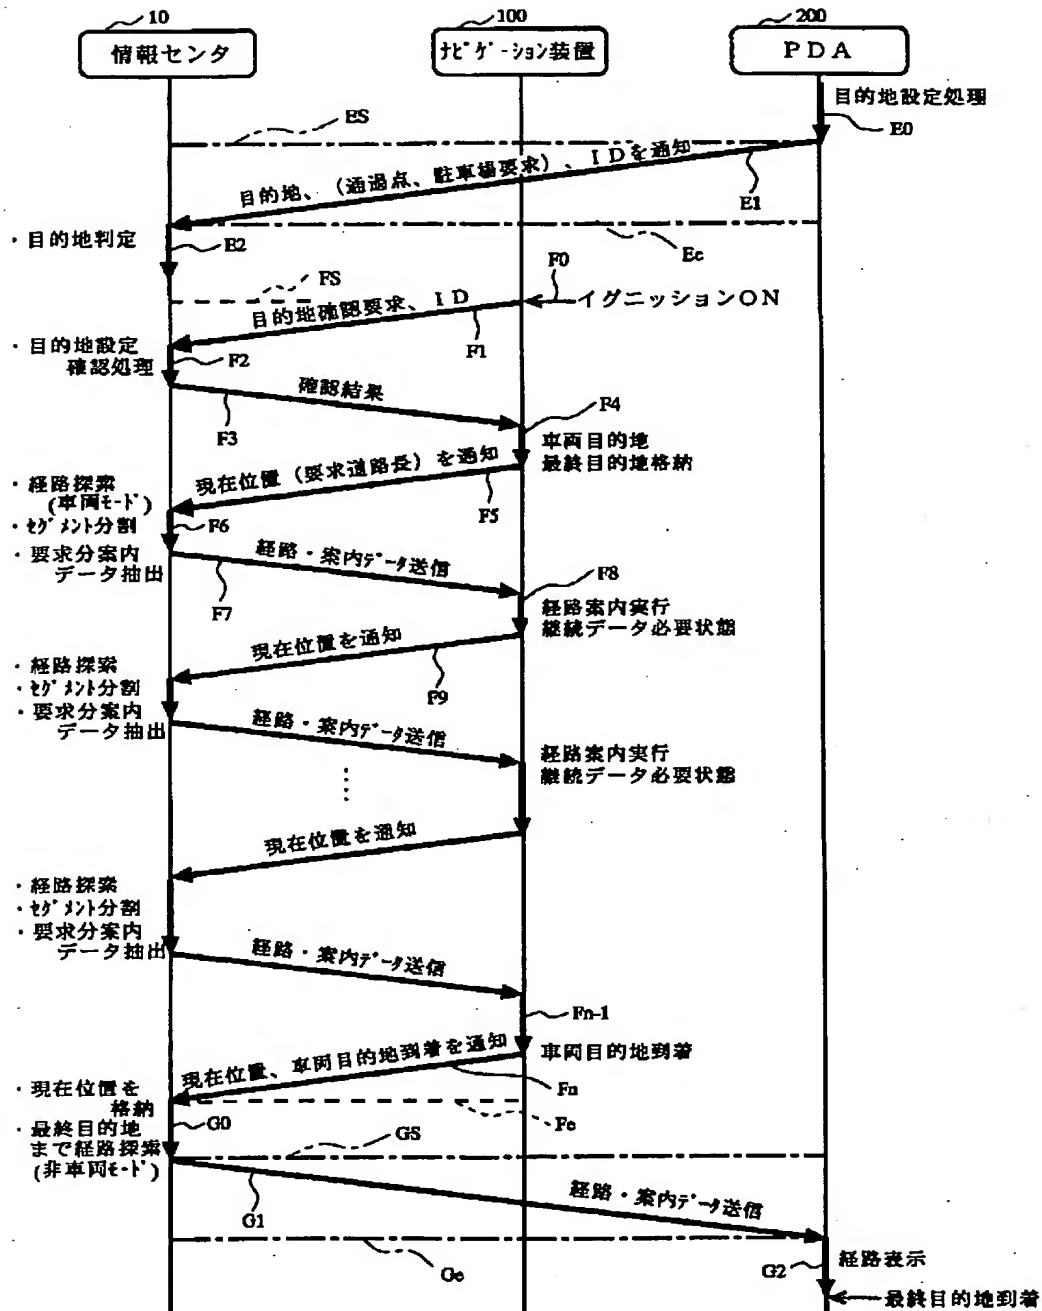 10
100
200
情報センタ
ナビゲーション装置
PDA
目的地設定処理
E0
ES
目的地、(通過点、駐車場要求)、IDを通知
E1
・目的地判定
E2
Ee
FS
F0
イグニッションON
目的地確認要求、ID
F1
・目的地設定
確認処理
F2
確認結果
F3
F4
車両目的地
最終目的地格納
現在位置(要求道路長)を通知
F5
・経路探索
(車両モード)
・セグメント分割
F6
・要求分案内
データ抽出
経路・案内データ送信
F7
F8
経路案内実行
継続データ必要状態
現在位置を通知
F9
・経路探索
・セグメント分割
・要求分案内
データ抽出
経路・案内データ送信
経路案内実行
継続データ必要状態
現在位置を通知
・経路探索
・セグメント分割
・要求分案内
データ抽出
経路・案内データ送信
Fn-1
車両目的地到着
現在位置、車両目的地到着を通知
Fn
・現在位置を
格納
G0
Fe
・最終目的地
まで経路探索
(非車両モード)
GS
経路・案内データ送信
G1
Ge
G2
経路表示
最終目的地到着